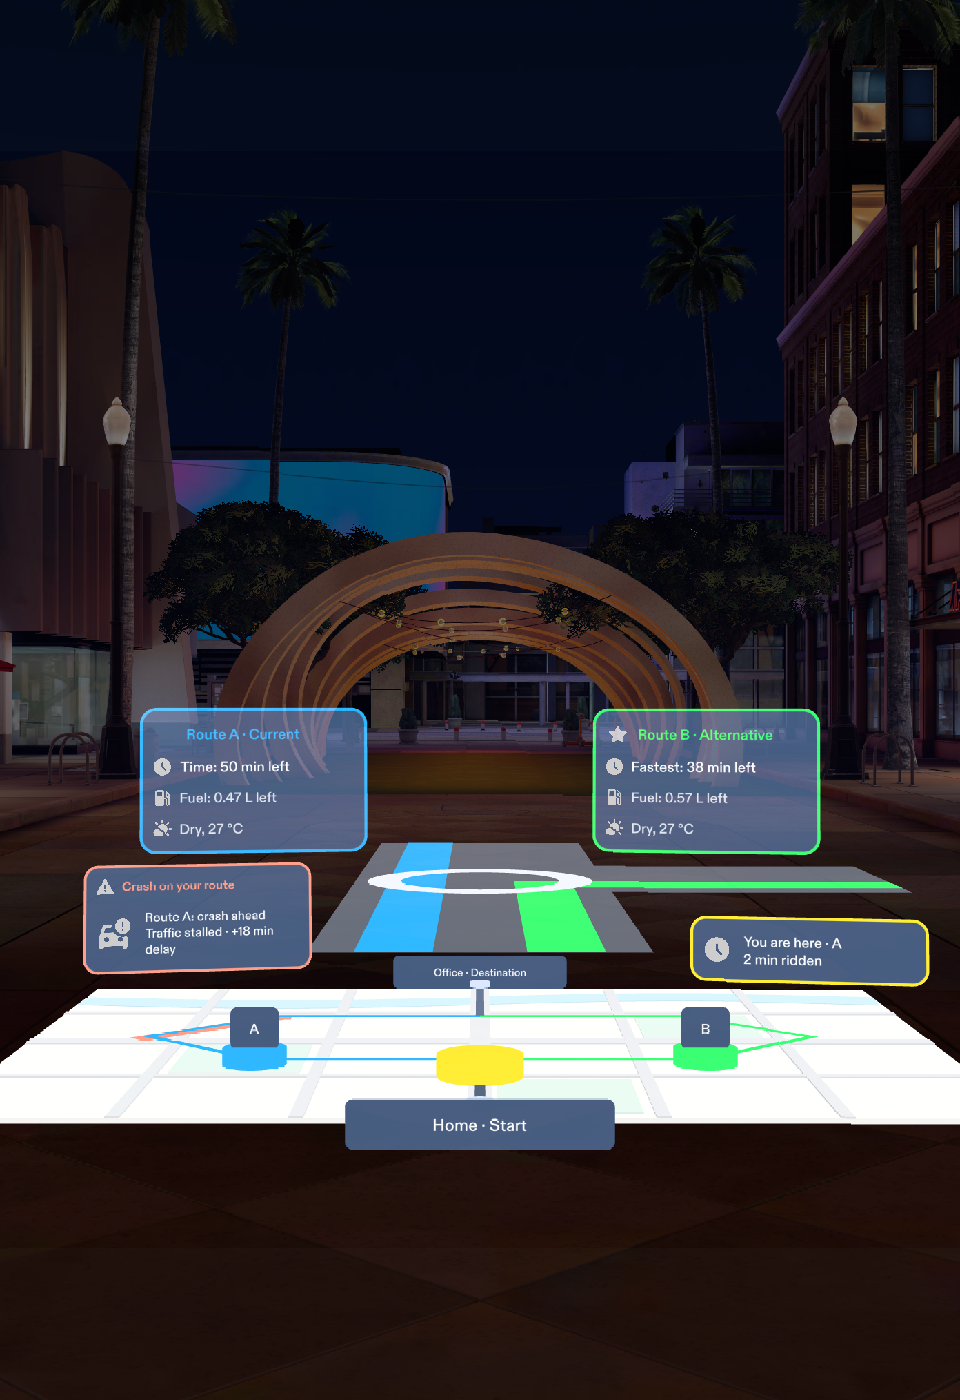 Route A · Current
Time: 50 min left
Fuel: 0.47 L left
Dry, 27 °C
Route B · Alternative
Fastest: 38 min left
Fuel: 0.57 L left
Dry, 27 °C
Crash on your route
Route A: crash ahead
Traffic stalled · +18 min
delay
You are here · A
2 min ridden
Office · Destination
A
B
Home · Start